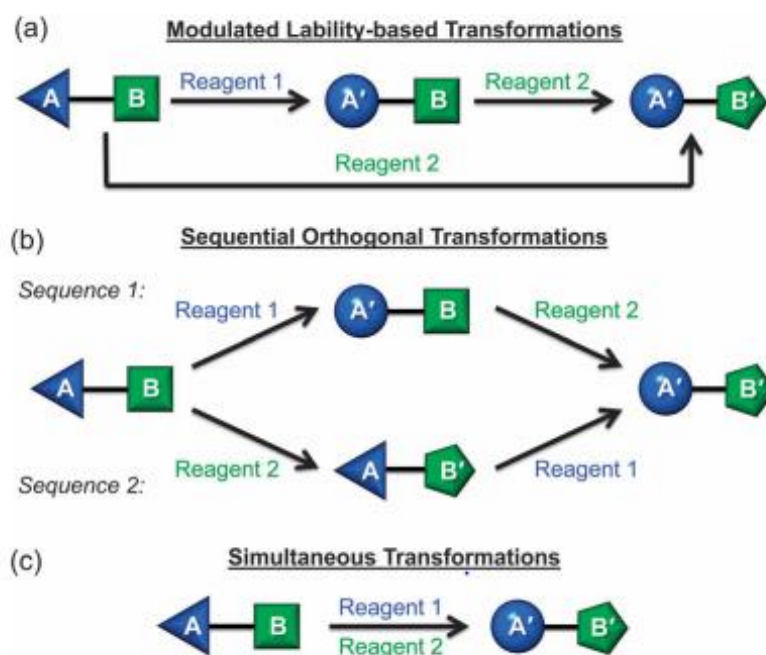 (a)
Modulated Lability-based Transformations
A B Reagent 1 A' B Reagent 2 A' B'
Reagent 2
(b)
Sequential Orthogonal Transformations
Sequence 1:
Reagent 1 A' B Reagent 2
A B A' B'
Reagent 2 A B' Reagent 1
Sequence 2:
(c)
Simultaneous Transformations
A B Reagent 1 A' B'
Reagent 2